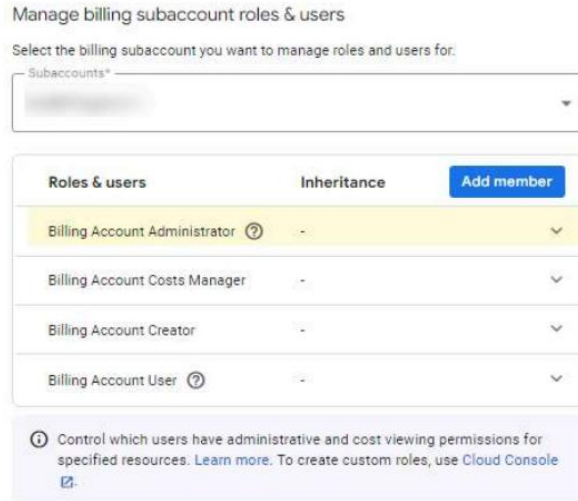 Manage billing subaccount roles & users
Select the billing subaccount you want to manage roles and users for.
Subaccounts*
Roles & users Inheritance Add member
Billing Account Administrator -
Billing Account Costs Manager -
Billing Account Creator -
Billing Account User -
Control which users have administrative and cost viewing permissions for
specified resources. Learn more. To create custom roles, use Cloud Console
.